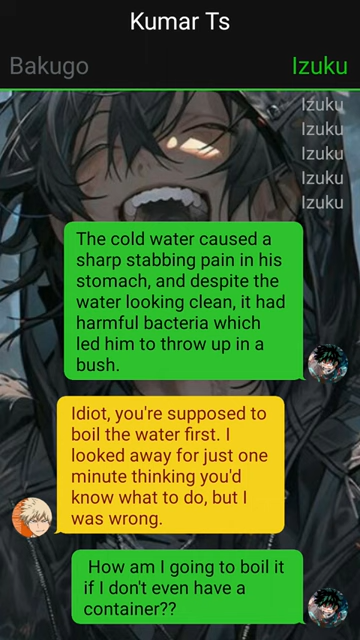 Kumar Ts
Bakugo
Izuku
Izuku
Izuku
Izuku
Izuku
Izuku
The cold water caused a
sharp stabbing pain in his
stomach, and despite the
water looking clean, it had
harmful bacteria which
led him to throw up in a
bush.
Idiot, you're supposed to
boil the water first. I
looked away for just one
minute thinking you'd
know what to do, but I
was wrong.
How am I going to boil it
if I don't even have a
container??